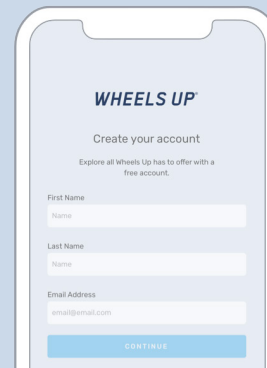 WHEELS UP®
Create your account
Explore all Wheels Up has to offer with a
free account.
First Name
Name
Last Name
Name
Email Address
email@email.com
CONTINUE